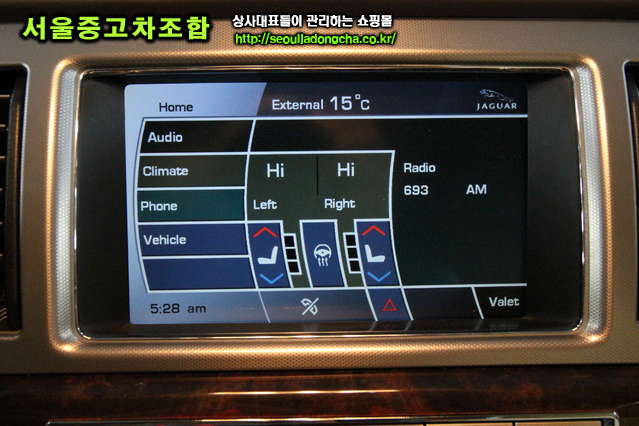 서울중고차조합
상사대표들이 관리하는 쇼핑몰
http://seouljadongcha.co.kr/
Home
External 15°C
JAGUAR
Audio
Climate
Hi Hi
Radio
693 AM
Phone
Left Right
Vehicle
5:28 am
Valet